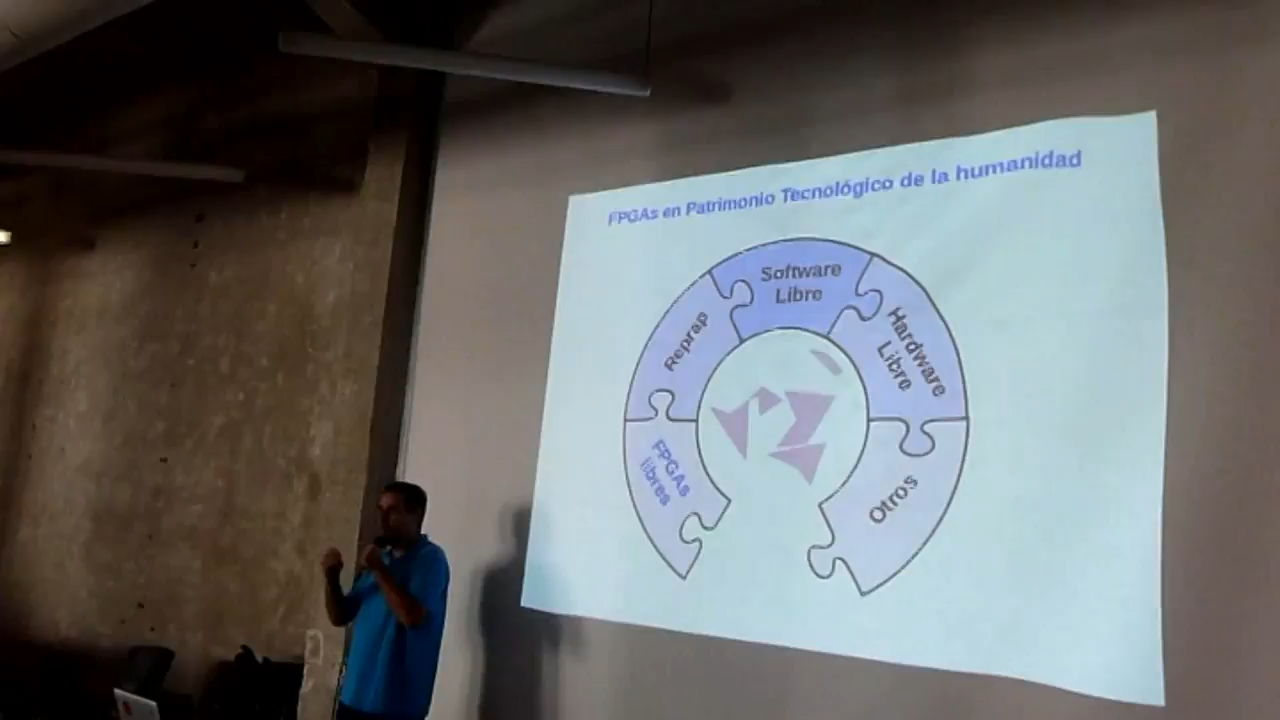 FPGAs en Patrimonio Tecnológico de la humanidad
Software
Libre
Reprap
Hardware
Libre
FPGAs
libres
Otros